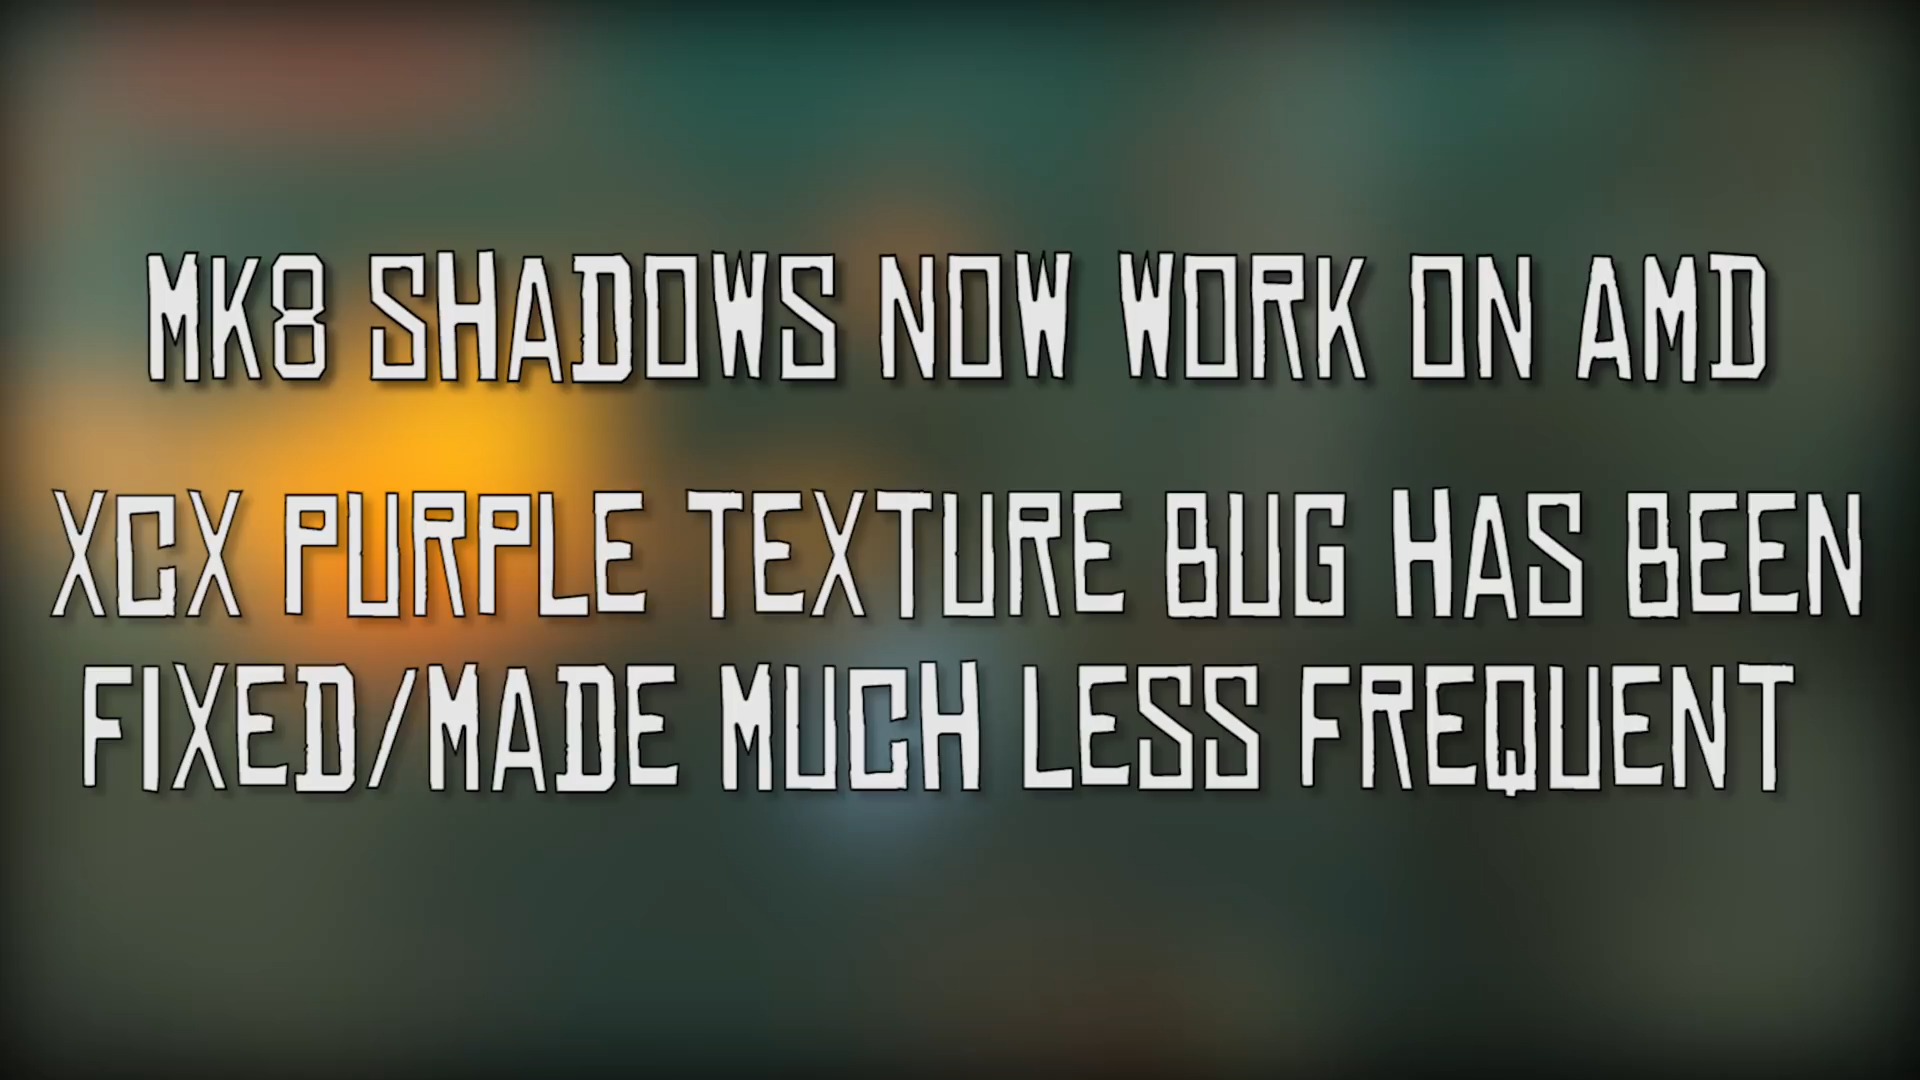 MK8 SHADOWS NOW WORK ON AMD
XCX PURPLE TEXTURE BUG HAS BEEN
FIXED/MADE MUCH LESS FREQUENT